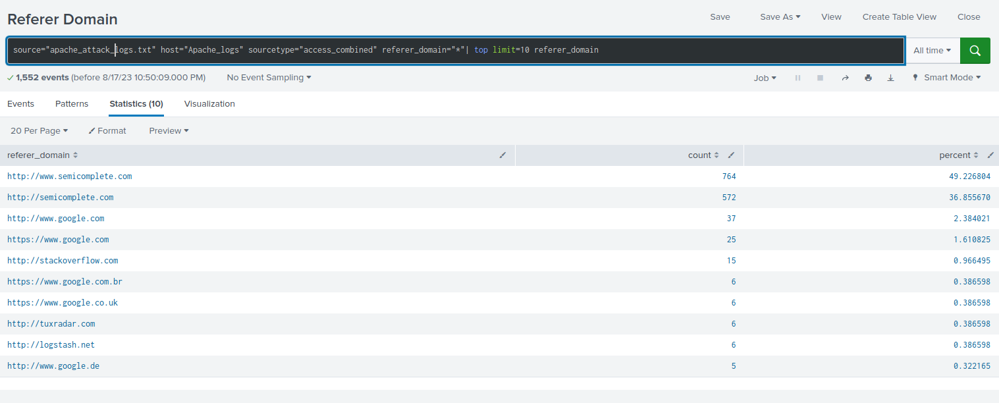 Referer Domain Save Save As View Create Table View Close
source="apache_attack_logs.txt" host="Apache_logs" sourcetype="access_combined" referer_domain="*"| top limit=10 referer_domain All time
1,552 events (before 8/17/23 10:50:09.000 PM) No Event Sampling Job Smart Mode
Events Patterns Statistics (10) Visualization
20 Per Page Format Preview
referer_domain count percent
http://www.semicomplete.com 764 49.226804
http://semicomplete.com 572 36.855670
http://www.google.com 37 2.384021
https://www.google.com 25 1.610825
http://stackoverflow.com 15 0.966495
https://www.google.com.br 6 0.386598
https://www.google.co.uk 6 0.386598
http://tuxradar.com 6 0.386598
http://logstash.net 6 0.386598
http://www.google.de 5 0.322165